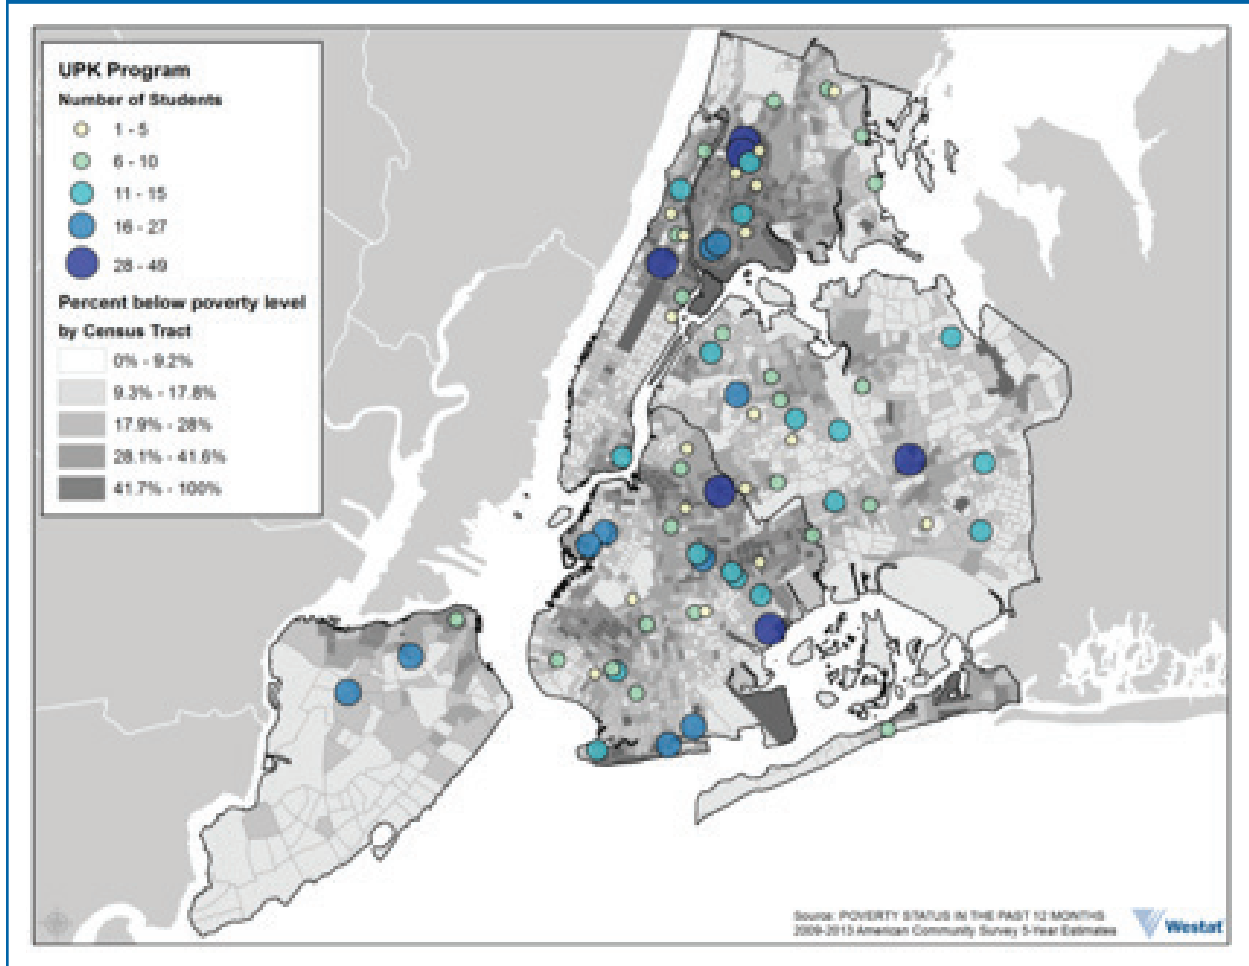 UPK Program
Number of Students
1 - 5
6 - 10
11 - 15
16 - 27
28 - 49
Percent below poverty level
by Census Tract
0% - 9.2%
9.3% - 17.8%
17.9% - 28%
28.1% - 41.6%
41.7% - 100%
Source: POVERTY STATUS IN THE PAST 12 MONTHS
2009-2013 American Community Survey 5-Year Estimates
Westat